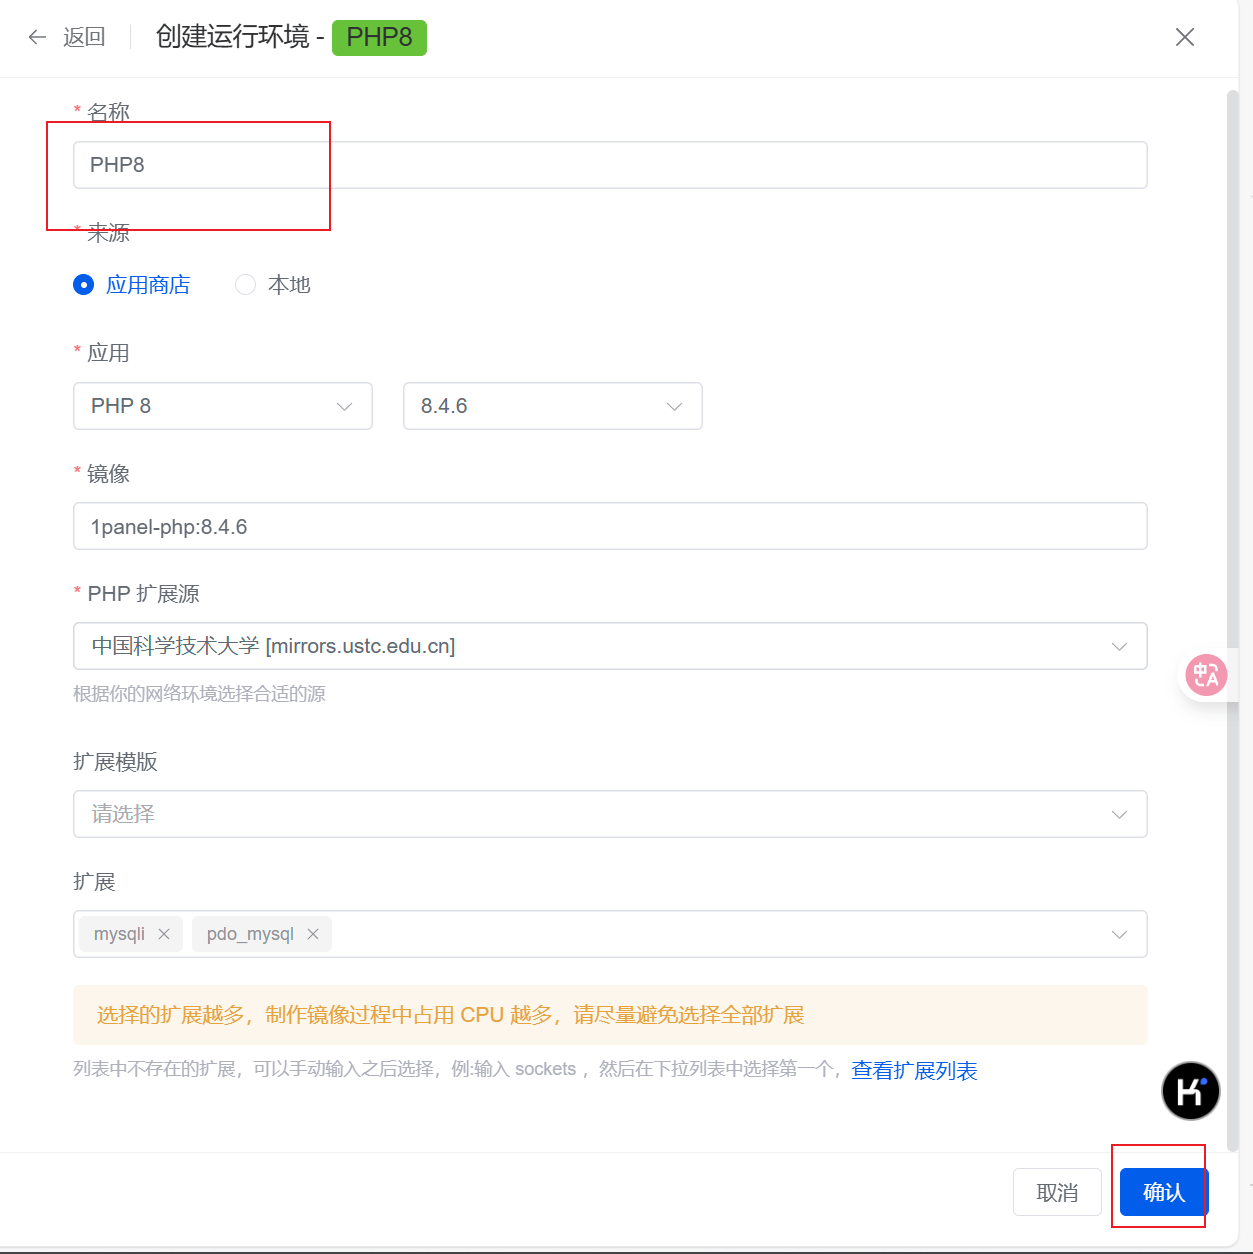 返回 创建运行环境 - PHP8
* 名称
PHP8
* 来源
应用商店 本地
* 应用
PHP 8 8.4.6
* 镜像
1panel-php:8.4.6
* PHP 扩展源
中国科学技术大学 [mirrors.ustc.edu.cn]
根据你的网络环境选择合适的源
中A
扩展模版
请选择
扩展
mysqli pdo_mysql
选择的扩展越多，制作镜像过程中占用 CPU 越多，请尽量避免选择全部扩展
列表中不存在的扩展，可以手动输入之后选择，例:输入 sockets ，然后在下拉列表中选择第一个，查看扩展列表
K
取消 确认